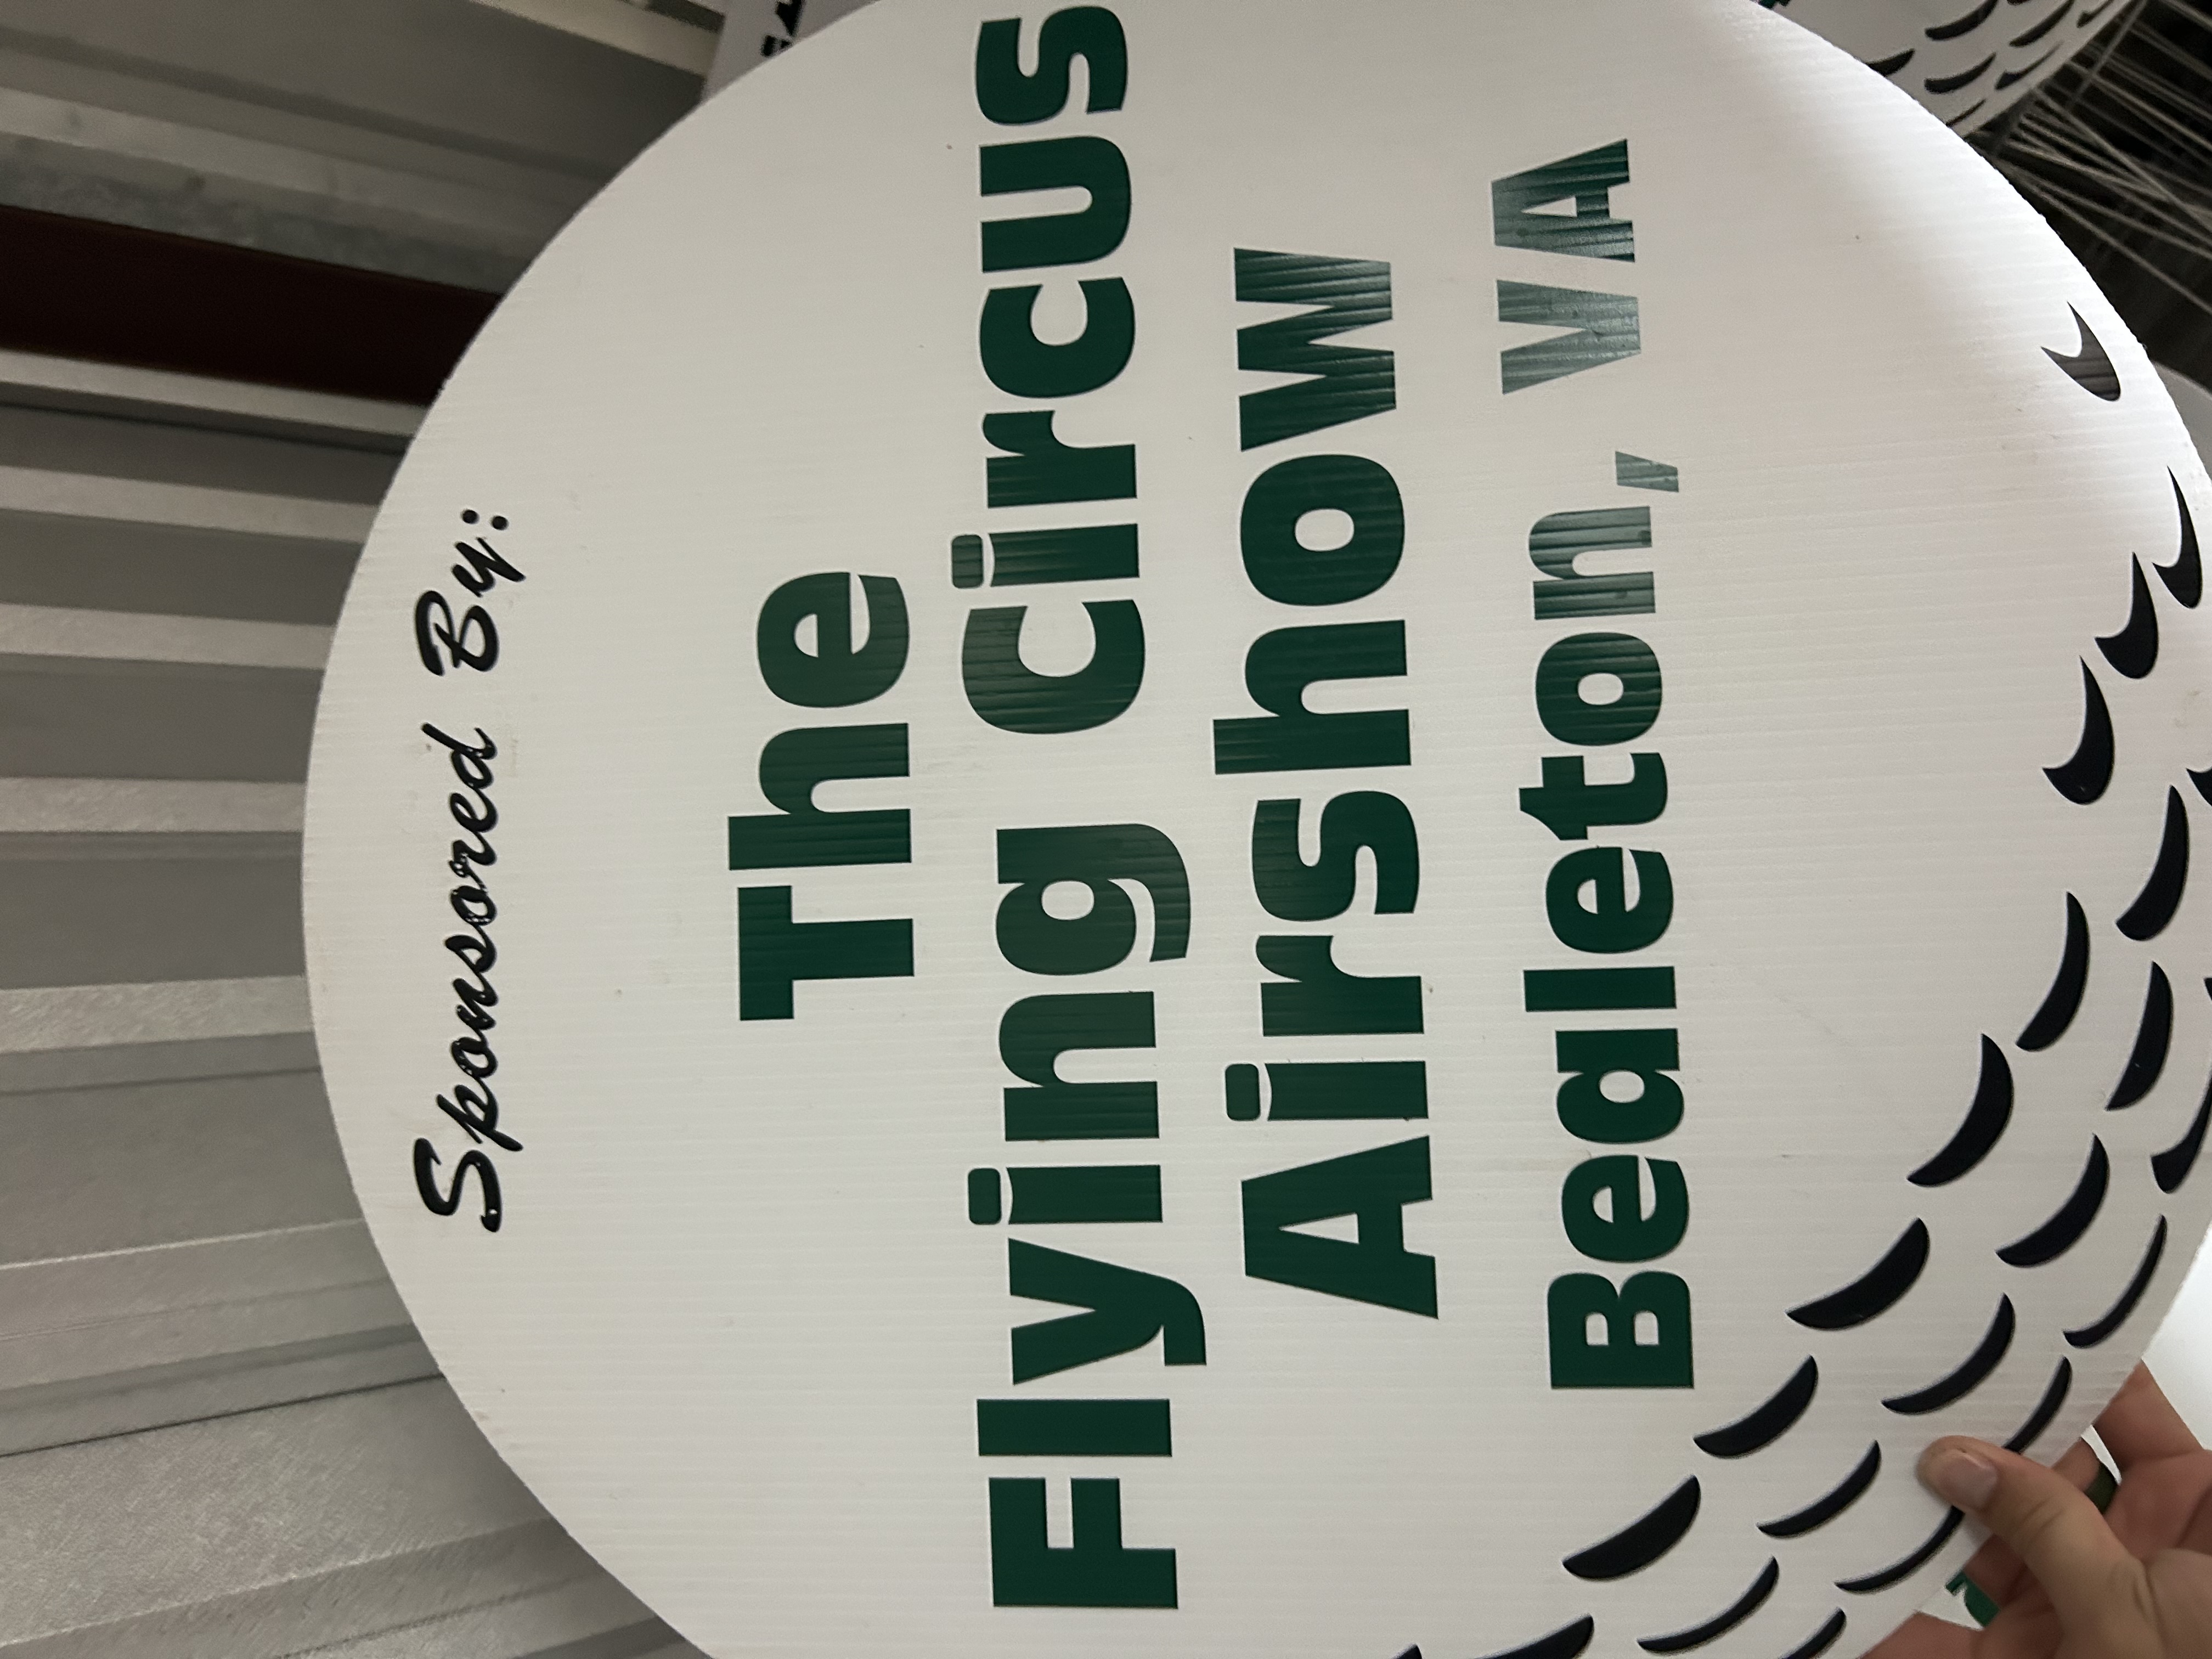 Sponsored By:
The
Flying Circus
Airshow
Bealeton, VA